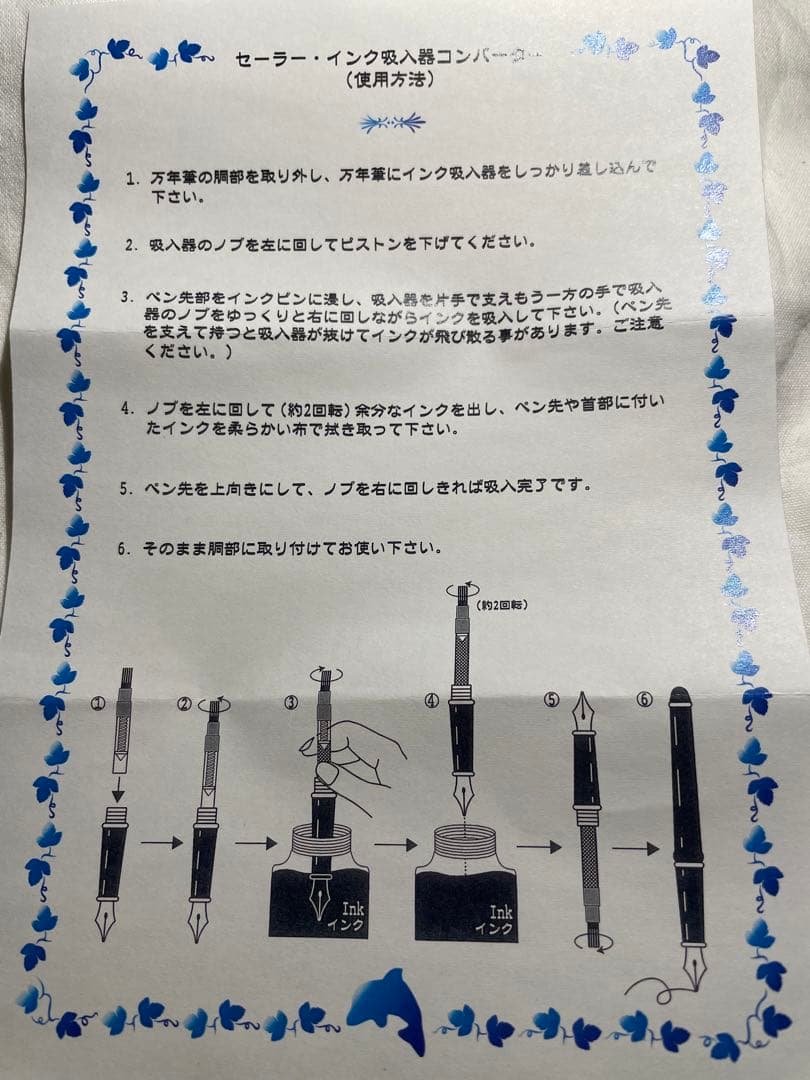 セーラー・インク吸入器コンバーター
(使用方法)
1. 万年筆の胴部を取り外し、万年筆にインク吸入器をしっかり差し込んで
下さい。
2. 吸入器のノブを左に回してピストンを下げてください。
3. ペン先部をインクビンに浸し、吸入器を片手で支えもう一方の手で吸入
器のノブをゆっくりと右に回しながらインクを吸入して下さい。(ペン先
を支えて持つと吸入器が抜けてインクが飛び散る事があります。ご注意
ください。)
4. ノブを左に回して(約2回転)余分なインクを出し、ペン先や首部に付い
たインクを柔らかい布で拭き取って下さい。
5. ペン先を上向きにして、ノブを右に回しきれば吸入完了です。
6. そのまま胴部に取り付けてお使い下さい。
(約2回転)
① ② ③ ④ ⑤ ⑥
Ink
インク
Ink
インク